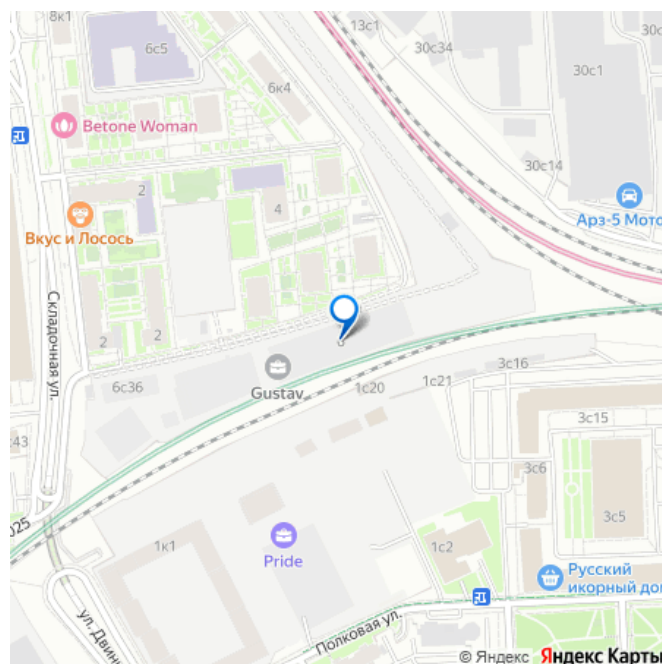 8к1
13с1
30с34
30с
6с5
30с1
6к4
Betone Woman
30с14
2
4
Арз-5 Мото
Вкус и Лосось
Складочная ул.
2
2
6с36
Gustav
1с20
1с21
3с16
3с15
с43
3с6
3с5
025
1к1
Pride
1с2
Русский
икорный дом
ул. Двин
Полковая ул.
© Яндекс Яндекс Карты